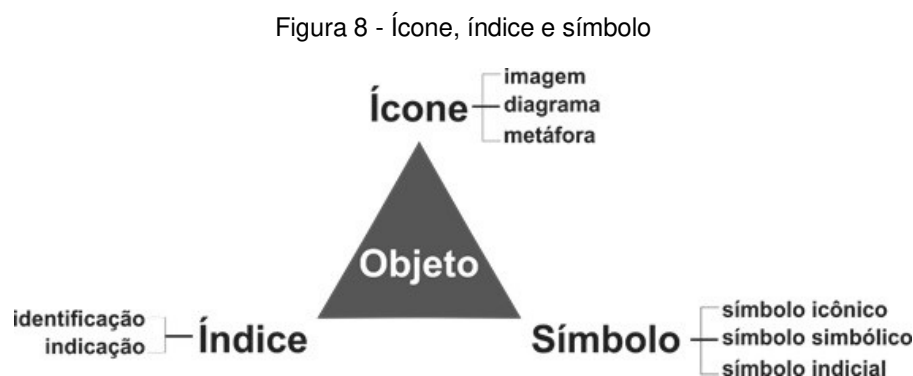 Figura 8 - Ícone, índice e símbolo
Ícone
imagem
diagrama
metáfora
Objeto
identificação
indicação
Índice
Símbolo
símbolo icônico
símbolo simbólico
símbolo indicial